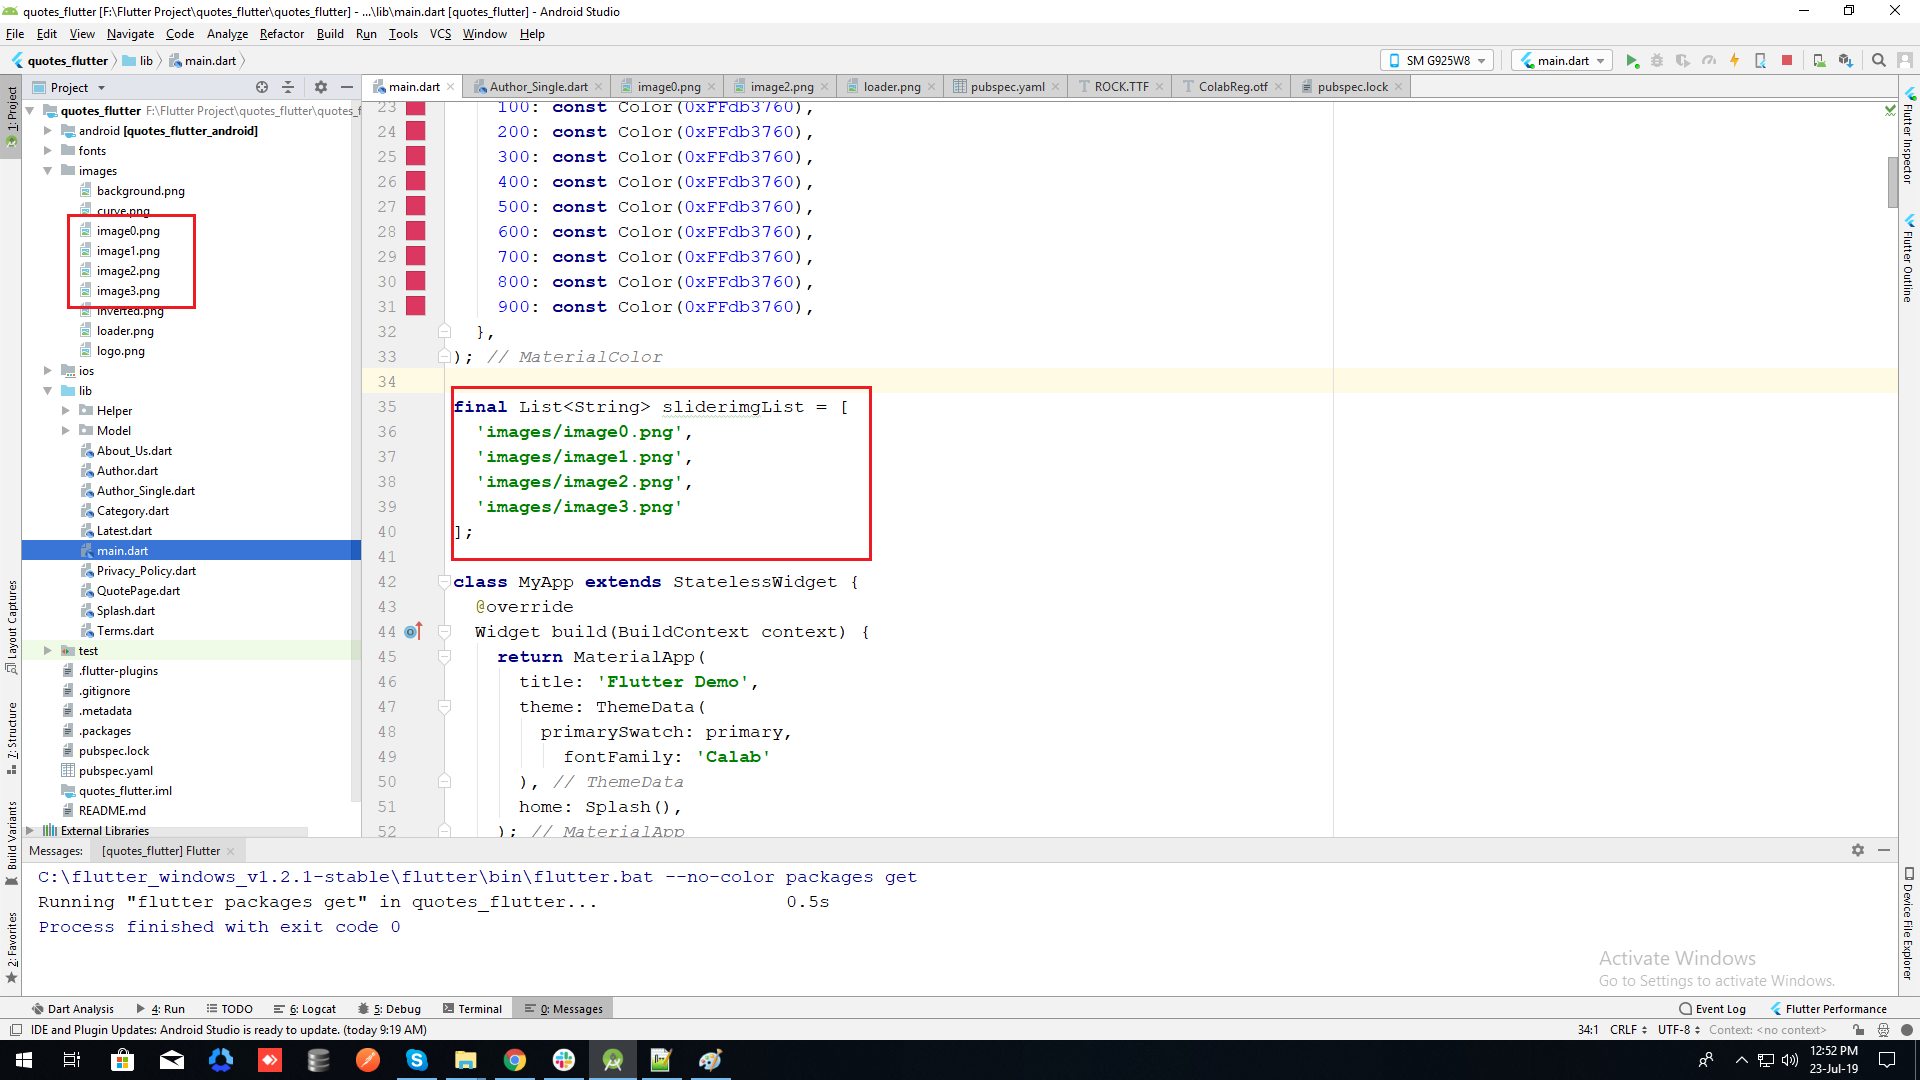 quotes_flutter [F:\Flutter Project\quotes_flutter\quotes_flutter] - ...\lib\main.dart [quotes_flutter] - Android Studio
File Edit View Navigate Code Analyze Refactor Build Run Tools VCS Window Help
quotes_flutter lib main.dart SM G925W8 main.dart
Project main.dart Author_Single.dart image0.png image2.png loader.png pubspec.yaml ROCK.TTF ColabReg.otf pubspec.lock
1: Project
Layout Captures
7: Structure
Build Variants
2: Favorites
quotes_flutter F:\Flutter Project\quotes_flutter\quotes_f
android [quotes_flutter_android]
fonts
images
background.png
curve.png
image0.png
image1.png
image2.png
image3.png
inverted.png
loader.png
logo.png
ios
lib
Helper
Model
About_Us.dart
Author.dart
Author_Single.dart
Category.dart
Latest.dart
main.dart
Privacy_Policy.dart
QuotePage.dart
Splash.dart
Terms.dart
test
.flutter-plugins
.gitignore
.metadata
.packages
pubspec.lock
pubspec.yaml
quotes_flutter.iml
README.md
External Libraries
23 100: const Color(0xFFdb3760),
24 200: const Color(0xFFdb3760),
25 300: const Color(0xFFdb3760),
26 400: const Color(0xFFdb3760),
27 500: const Color(0xFFdb3760),
28 600: const Color(0xFFdb3760),
29 700: const Color(0xFFdb3760),
30 800: const Color(0xFFdb3760),
31 900: const Color(0xFFdb3760),
32 },
33 ); // MaterialColor
34
35 final List<String> sliderimgList = [
36 'images/image0.png',
37 'images/image1.png',
38 'images/image2.png',
39 'images/image3.png'
40 ];
41
42 class MyApp extends StatelessWidget {
43 @override
44 Widget build(BuildContext context) {
45 return MaterialApp(
46 title: 'Flutter Demo',
47 theme: ThemeData(
48 primarySwatch: primary,
49 fontFamily: 'Calab'
50 ), // ThemeData
51 home: Splash(),
52 ); // MaterialApp
Flutter Inspector
Flutter Outline
Device File Explorer
Messages: [quotes_flutter] Flutter
C:\flutter_windows_v1.2.1-stable\flutter\bin\flutter.bat --no-color packages get
Running "flutter packages get" in quotes_flutter... 0.5s
Process finished with exit code 0
Activate Windows
Go to Settings to activate Windows.
Dart Analysis 4: Run TODO 6: Logcat 5: Debug Terminal 0: Messages Event Log Flutter Performance
IDE and Plugin Updates: Android Studio is ready to update. (today 9:19 AM) 34:1 CRLF UTF-8 Context: <no context>
12:52 PM
23-Jul-19